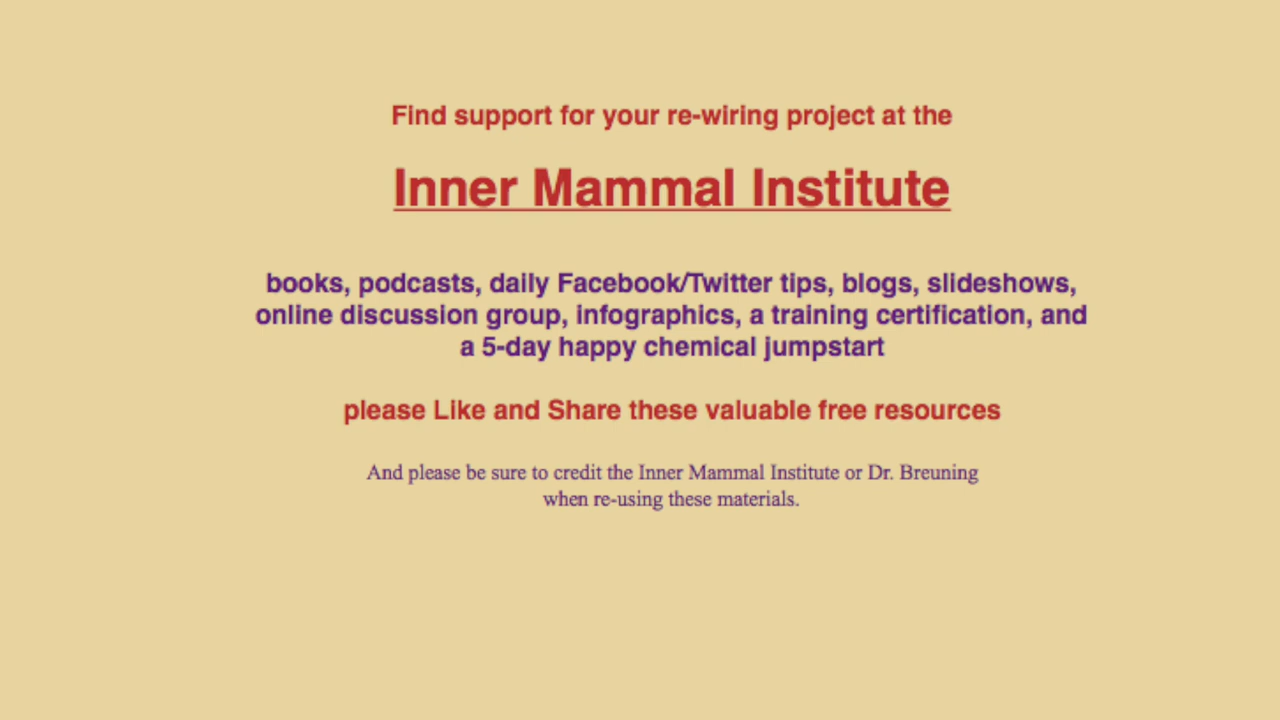 Find support for your re-wiring project at the
Inner Mammal Institute
books, podcasts, daily Facebook/Twitter tips, blogs, slideshows,
online discussion group, infographics, a training certification, and
a 5-day happy chemical jumpstart
please Like and Share these valuable free resources
And please be sure to credit the Inner Mammal Institute or Dr. Breuning
when re-using these materials.